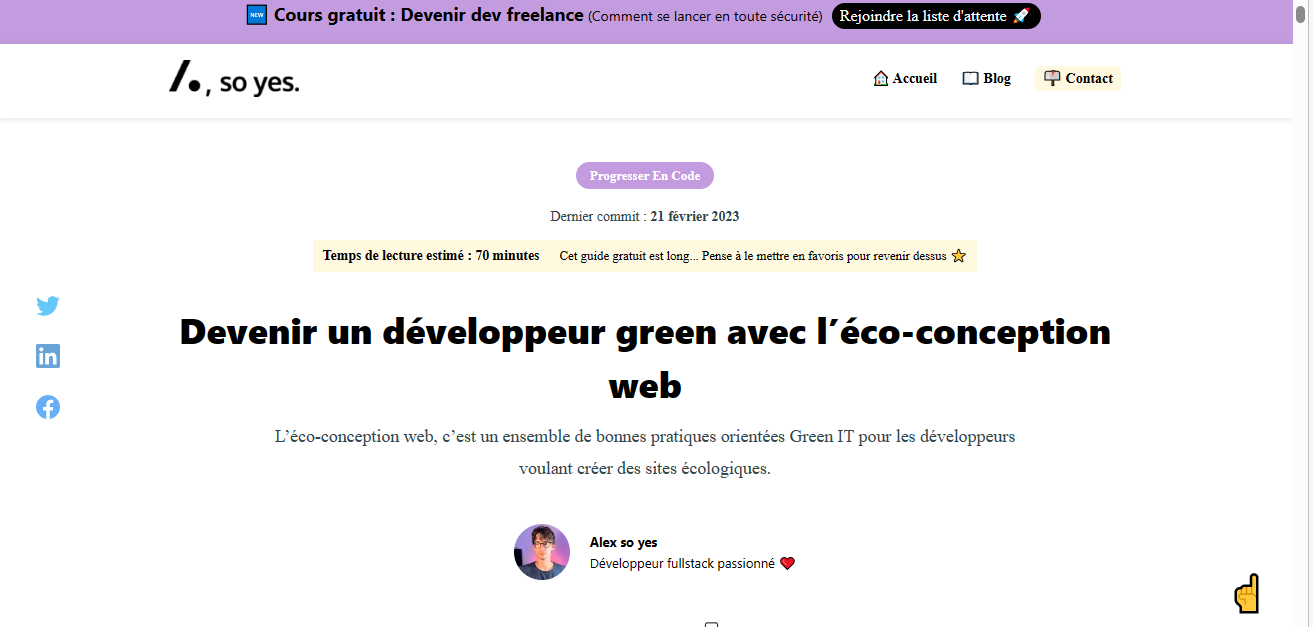 NEW Cours gratuit : Devenir dev freelance (Comment se lancer en toute sécurité) Rejoindre la liste d'attente
/., so yes.
Accueil Blog Contact
Progresser En Code
Dernier commit : 21 février 2023
Temps de lecture estimé : 70 minutes Cet guide gratuit est long... Pense à le mettre en favoris pour revenir dessus
Devenir un développeur green avec l’éco-conception
web
L’éco-conception web, c’est un ensemble de bonnes pratiques orientées Green IT pour les développeurs
voulant créer des sites écologiques.
Alex so yes
Développeur fullstack passionné